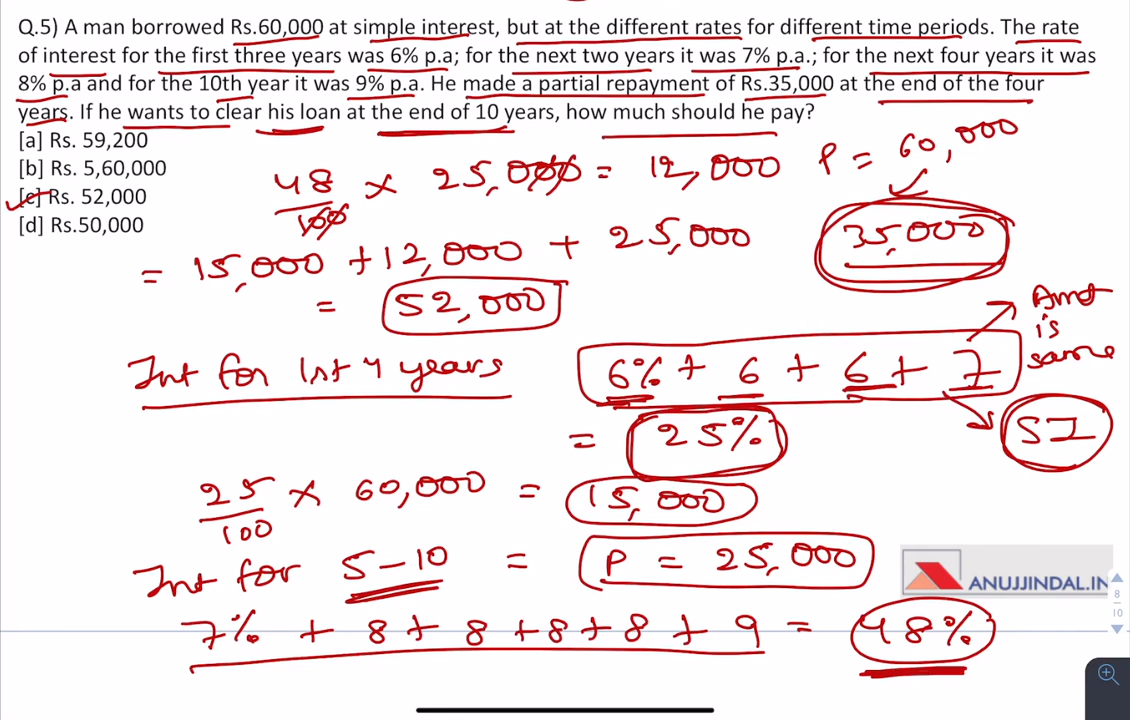 Q.5) A man borrowed Rs.60,000 at simple interest, but at the different rates for different time periods. The rate
of interest for the first three years was 6% p.a; for the next two years it was 7% p.a.; for the next four years it was
8% p.a and for the 10th year it was 9% p.a. He made a partial repayment of Rs.35,000 at the end of the four
years. If he wants to clear his loan at the end of 10 years, how much should he pay?
[a] Rs. 59,200
[b] Rs. 5,60,000
[c] Rs. 52,000
[d] Rs.50,000
48/100 × 25,000 = 12,000
P = 60,000
35,000
= 15,000 + 12,000 + 25,000
= 52,000
Int for 1st 4 years
6% + 6 + 6 + 7
Amt
is
same
SI
= 25%
25/100 × 60,000 = 15,000
Int for 5-10 = P = 25,000
7% + 8 + 8 + 8 + 8 + 9 = 48%
ANUJJINDAL.IN
8
10